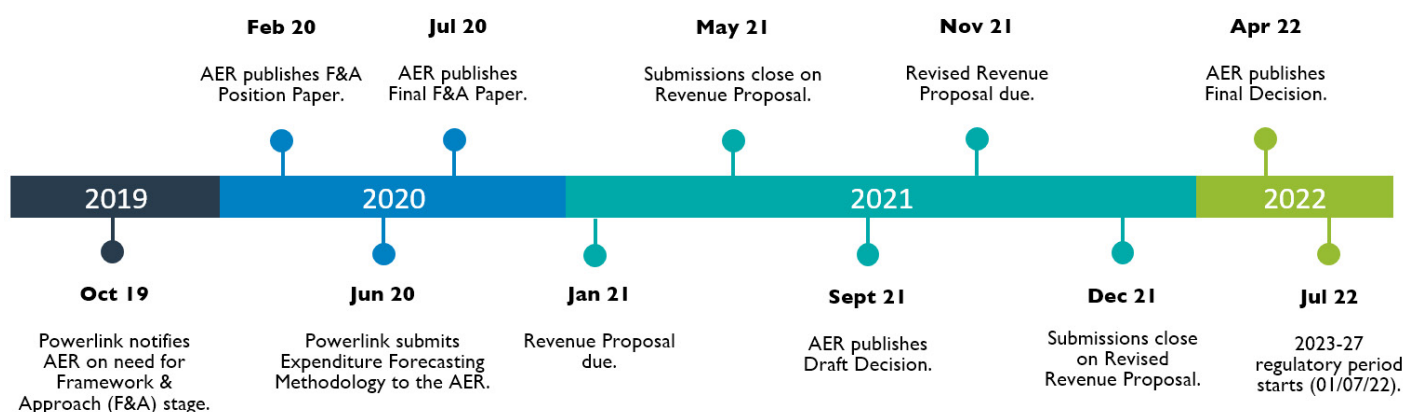 Feb 20
AER publishes F&A
Position Paper.
Jul 20
AER publishes
Final F&A Paper.
May 21
Submissions close on
Revenue Proposal.
Nov 21
Revised Revenue
Proposal due.
Apr 22
AER publishes
Final Decision.
2019
2020
2021
2022
Oct 19
Powerlink notifies
AER on need for
Framework &
Approach (F&A) stage.
Jun 20
Powerlink submits
Expenditure Forecasting
Methodology to the AER.
Jan 21
Revenue Proposal
due.
Sept 21
AER publishes
Draft Decision.
Dec 21
Submissions close
on Revised
Revenue Proposal.
Jul 22
2023-27
regulatory period
starts (01/07/22).